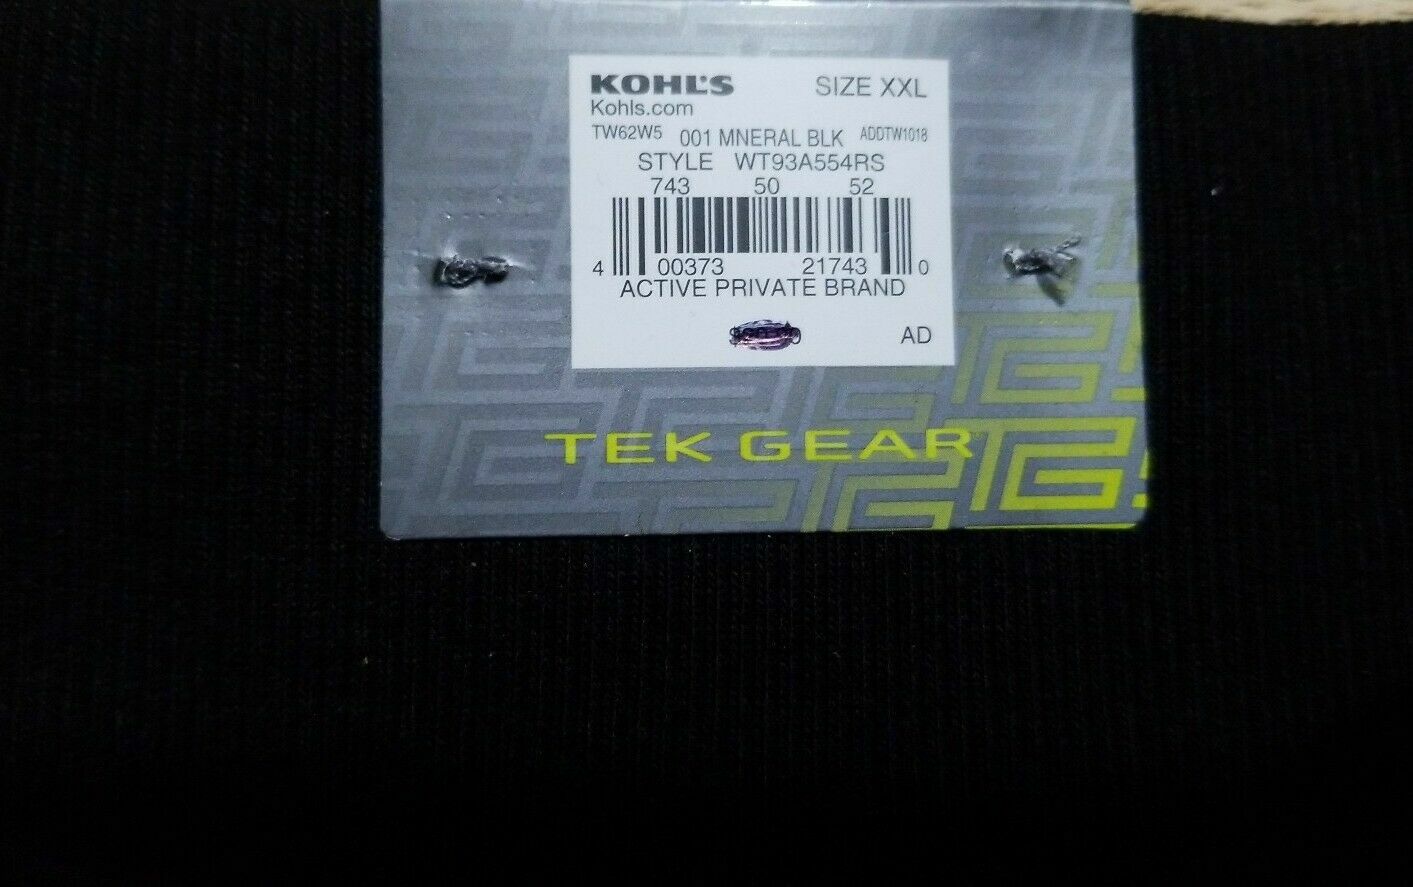 KOHL'S SIZE XXL
Kohls.com
TW62W5 001 MNERAL BLK ADDTW1018
STYLE WT93A554RS
743 50 52
4 00373 21743 0
ACTIVE PRIVATE BRAND
AD
TEK GEAR